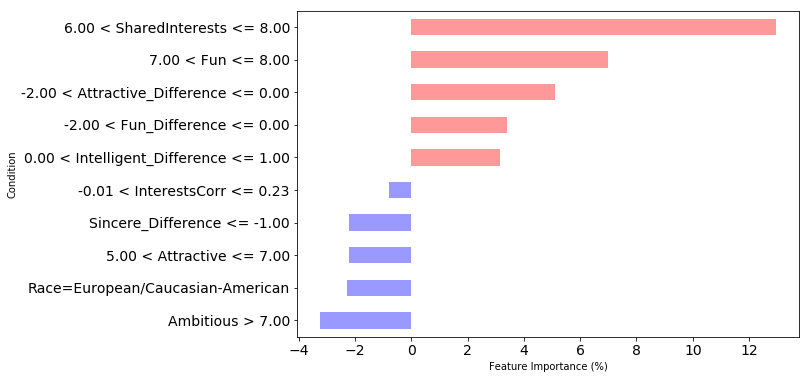 6.00 < SharedInterests <= 8.00
7.00 < Fun <= 8.00
-2.00 < Attractive_Difference <= 0.00
-2.00 < Fun_Difference <= 0.00
0.00 < Intelligent_Difference <= 1.00
-0.01 < InterestsCorr <= 0.23
Sincere_Difference <= -1.00
5.00 < Attractive <= 7.00
Race=European/Caucasian-American
Ambitious > 7.00
Condition
−4 −2 0 2 4 6 8 10 12
Feature Importance (%)